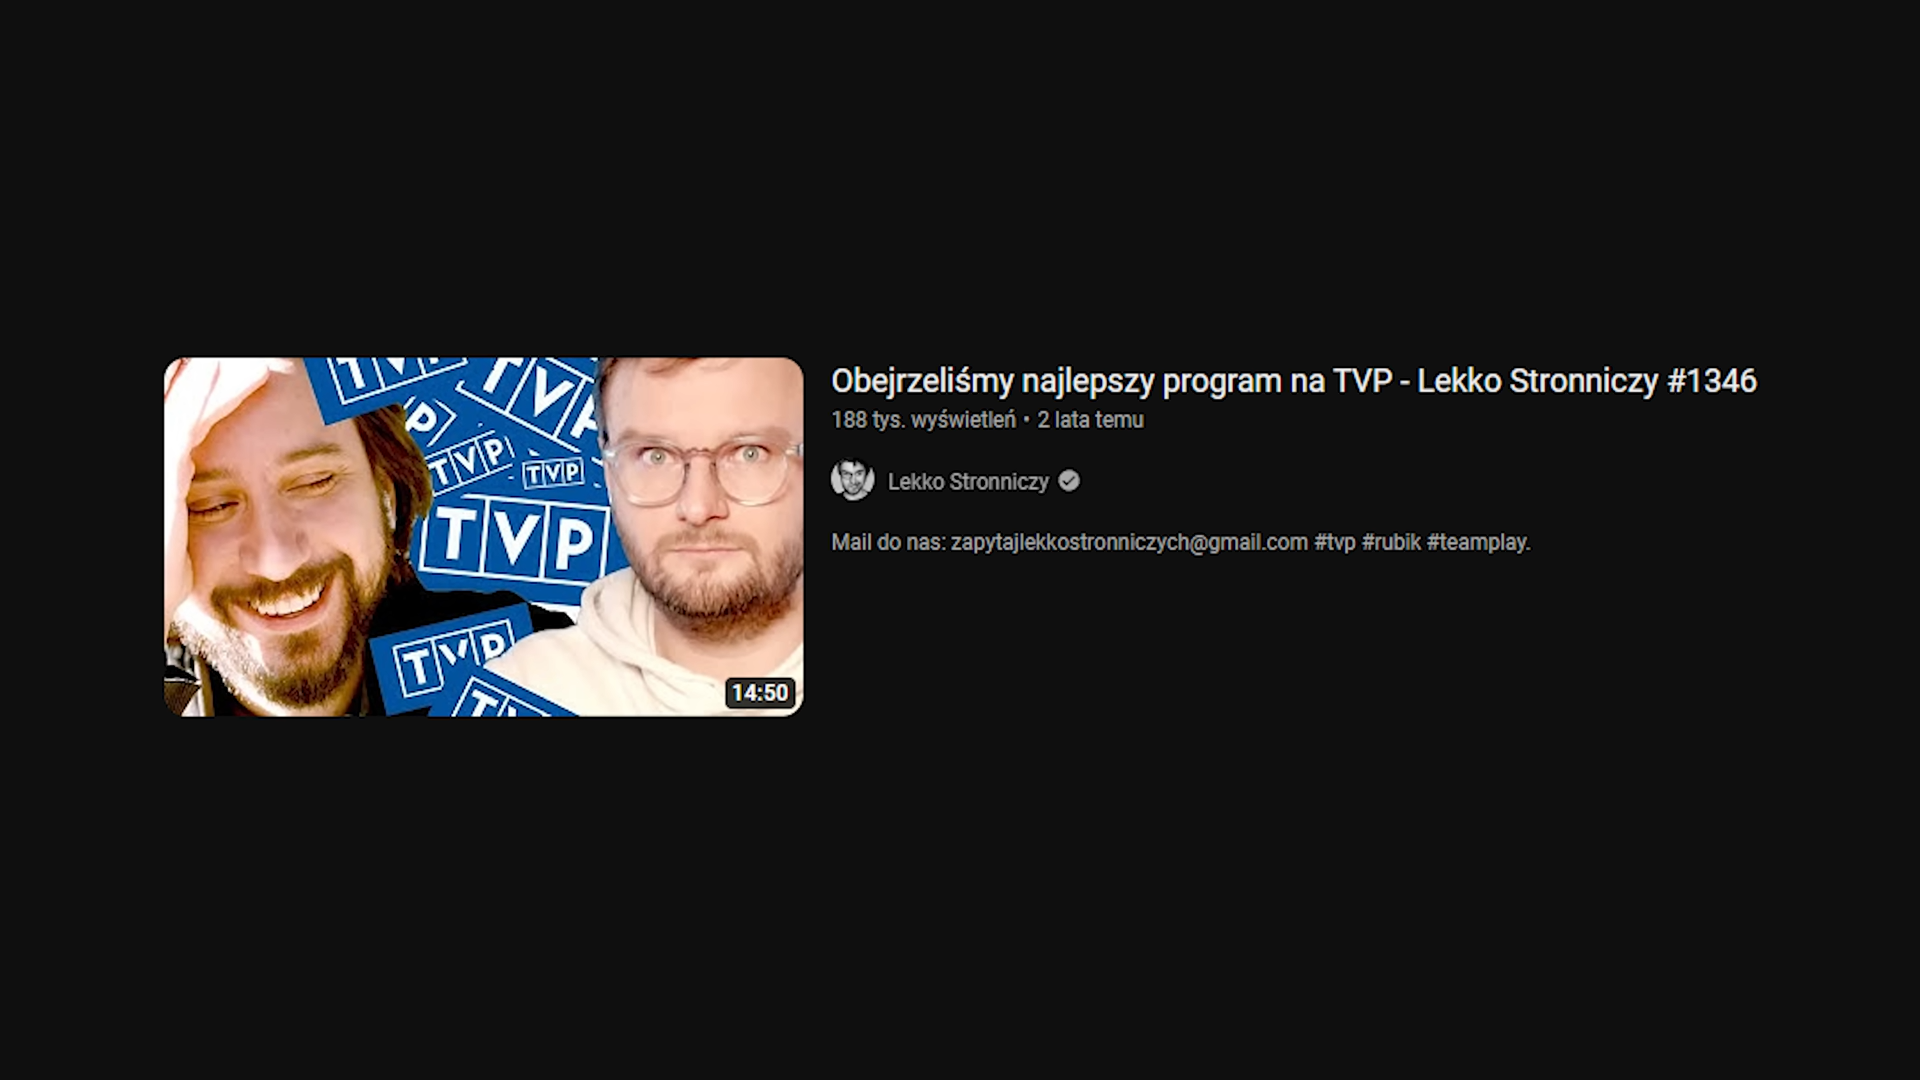 TVP
TVP
P
TVP
TVP
TVP
TVP
14:50
Obejrzeliśmy najlepszy program na TVP - Lekko Stronniczy #1346
188 tys. wyświetleń • 2 lata temu
Lekko Stronniczy
Mail do nas: zapytajlekkostronniczych@gmail.com #tvp #rubik #teamplay.